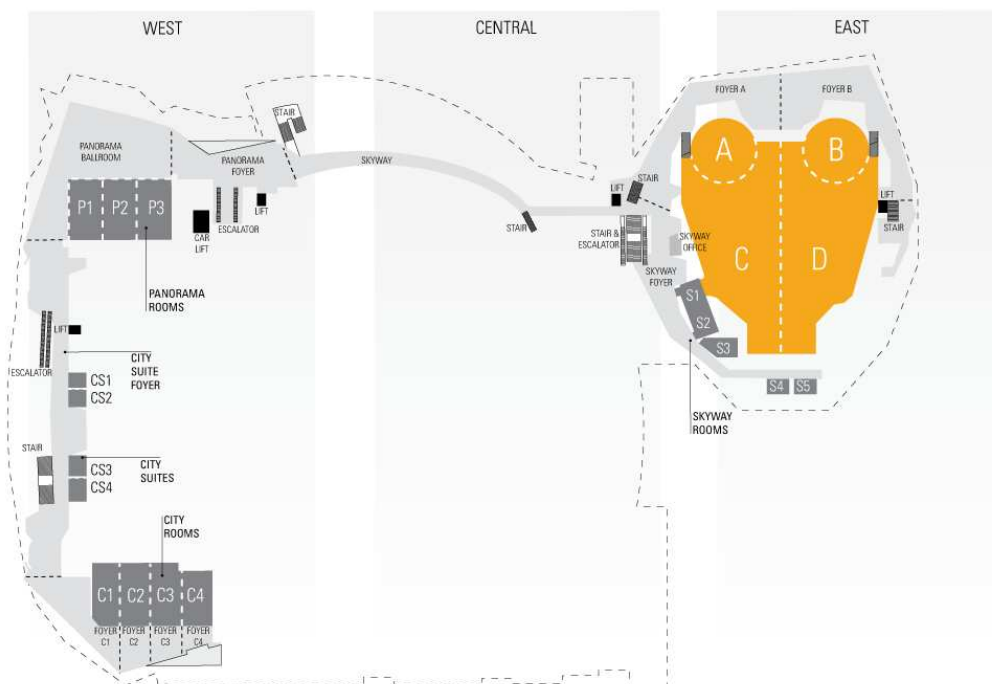 WEST
CENTRAL
EAST
FOYER A
FOYER B
STAIR
PANORAMA
BALLROOM
PANORAMA
FOYER
SKYWAY
A
B
P1
P2
P3
CAR
LIFT
ESCALATOR
LIFT
STAIR
LIFT
STAIR
STAIR &
ESCALATOR
SKYWAY
OFFICE
SKYWAY
FOYER
LIFT
STAIR
C
D
PANORAMA
ROOMS
S1
S2
S3
S4
S5
SKYWAY
ROOMS
LIFT
ESCALATOR
CITY
SUITE
FOYER
CS1
CS2
STAIR
CS3
CS4
CITY
SUITES
CITY
ROOMS
C1
C2
C3
C4
FOYER
C1
FOYER
C2
FOYER
C3
FOYER
C4